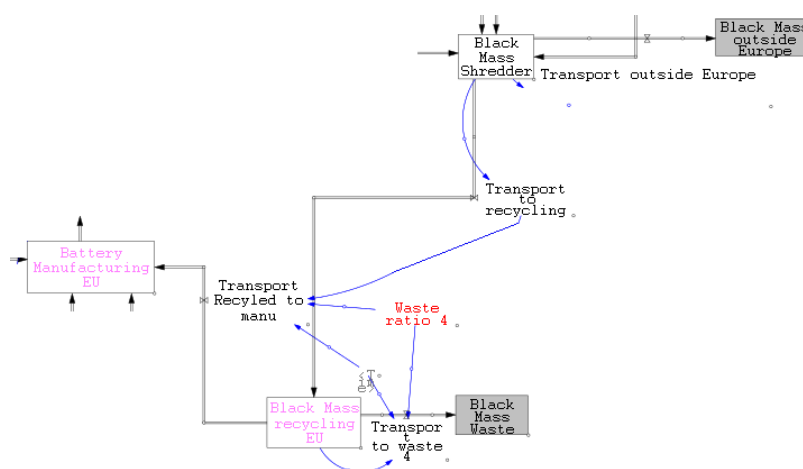 Black Mass
outside
Europe
Black
Mass
Shredder
Transport outside Europe
Transport
to
recycling
Battery
Manufacturing
EU
Transport
Recyled to
manu
Waste
ratio 4
<T
im
e>
Black Mass
recycling
EU
Transpor
t
to waste
4
Black
Mass
Waste